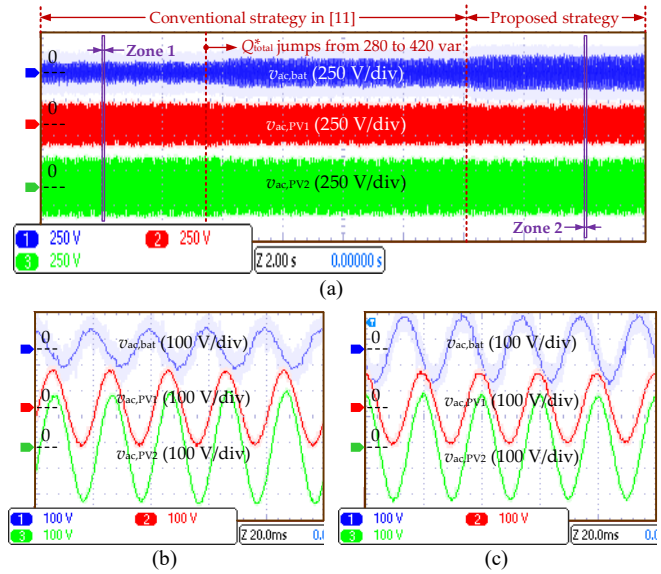 Conventional strategy in [11] Proposed strategy
0 Zone 1 Q*total jumps from 280 to 420 var
vac,bat (250 V/div)
0
vac,PV1 (250 V/div)
0
vac,PV2 (250 V/div)
Zone 2
1 250 V 2 250 V
3 250 V Z 2.00 s 0.00000 s
(a)
0 vac,bat (100 V/div) 0 vac,bat (100 V/div)
0 vac,PV1 (100 V/div) 0 vac,PV1 (100 V/div)
0 vac,PV2 (100 V/div) 0 vac,PV2 (100 V/div)
1 100 V 2 100 V 1 100 V 2 100 V
3 100 V Z 20.0ms 0.0 3 100 V Z 20.0ms 0.
(b) (c)